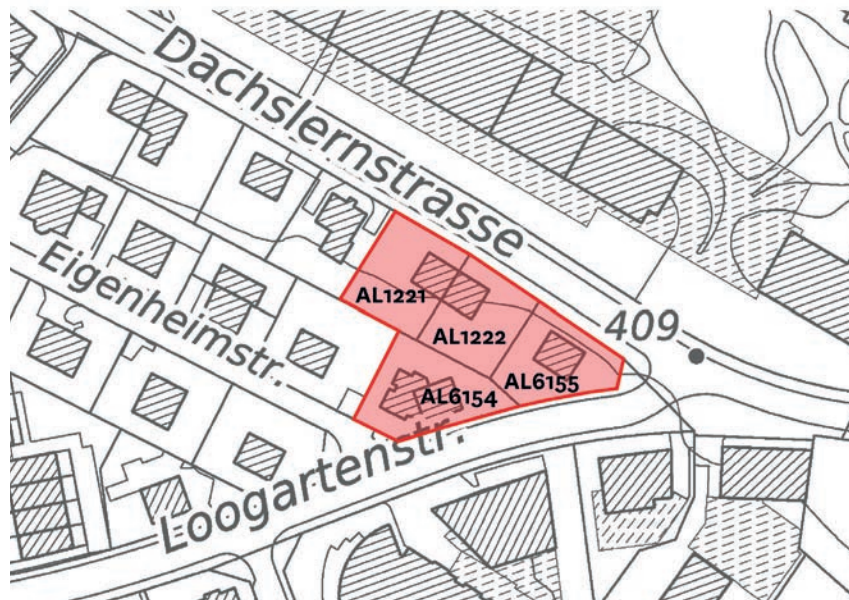 Dachslernstrasse
Eigenheimstr.
AL1221
AL1222
409
AL6155
AL6154
Loogartenstr.